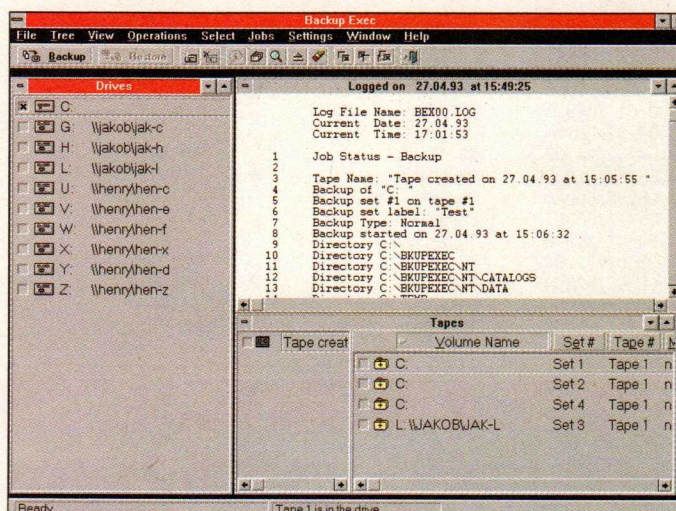 Backup Exec
File Tree View Operations Select Jobs Settings Window Help
Backup Restore
Drives
C:
G: \\jakob\jak-c
H: \\jakob\jak-h
L: \\jakob\jak-l
U: \\henry\hen-c
V: \\henry\hen-e
W: \\henry\hen-f
X: \\henry\hen-x
Y: \\henry\hen-d
Z: \\henry\hen-z
Logged on 27.04.93 at 15:49:25
Log File Name: BEX00.LOG
Current Date: 27.04.93
Current Time: 17:01:53
1 Job Status - Backup
2
3 Tape Name: "Tape created on 27.04.93 at 15:05:55 "
4 Backup of "C: "
5 Backup set #1 on tape #1
6 Backup set label: "Test"
7 Backup Type: Normal
8 Backup started on 27.04.93 at 15:06:32 .
9 Directory C:\
10 Directory C:\BKUPEXEC
11 Directory C:\BKUPEXEC\NT
12 Directory C:\BKUPEXEC\NT\CATALOGS
13 Directory C:\BKUPEXEC\NT\DATA
Tapes
Tape creat
Volume Name Set # Tape # M
C: Set 1 Tape 1 n
C: Set 2 Tape 1 n
C: Set 4 Tape 1 n
L: \\JAKOB\JAK-L Set 3 Tape 1 n
Ready Tape 1 is in the drive